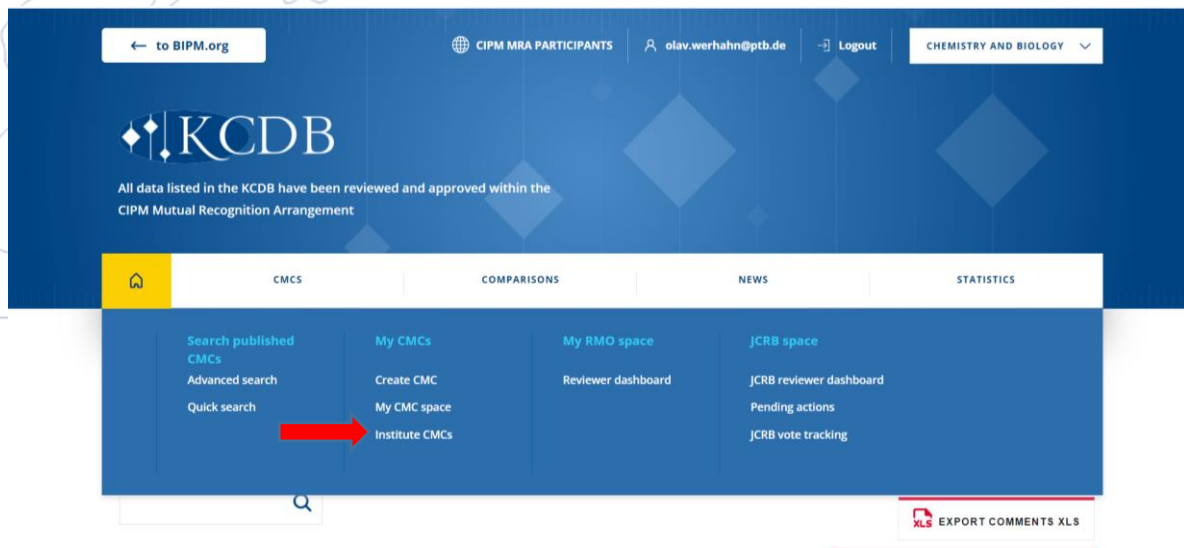 ← to BIPM.org
CIPM MRA PARTICIPANTS
olav.werhahn@ptb.de
Logout
CHEMISTRY AND BIOLOGY
KCDB
All data listed in the KCDB have been reviewed and approved within the
CIPM Mutual Recognition Arrangement
CMCS
COMPARISONS
NEWS
STATISTICS
Search published
CMCs
Advanced search
Quick search
My CMCs
Create CMC
My CMC space
Institute CMCs
My RMO space
Reviewer dashboard
JCRB space
JCRB reviewer dashboard
Pending actions
JCRB vote tracking
XLS
EXPORT COMMENTS XLS